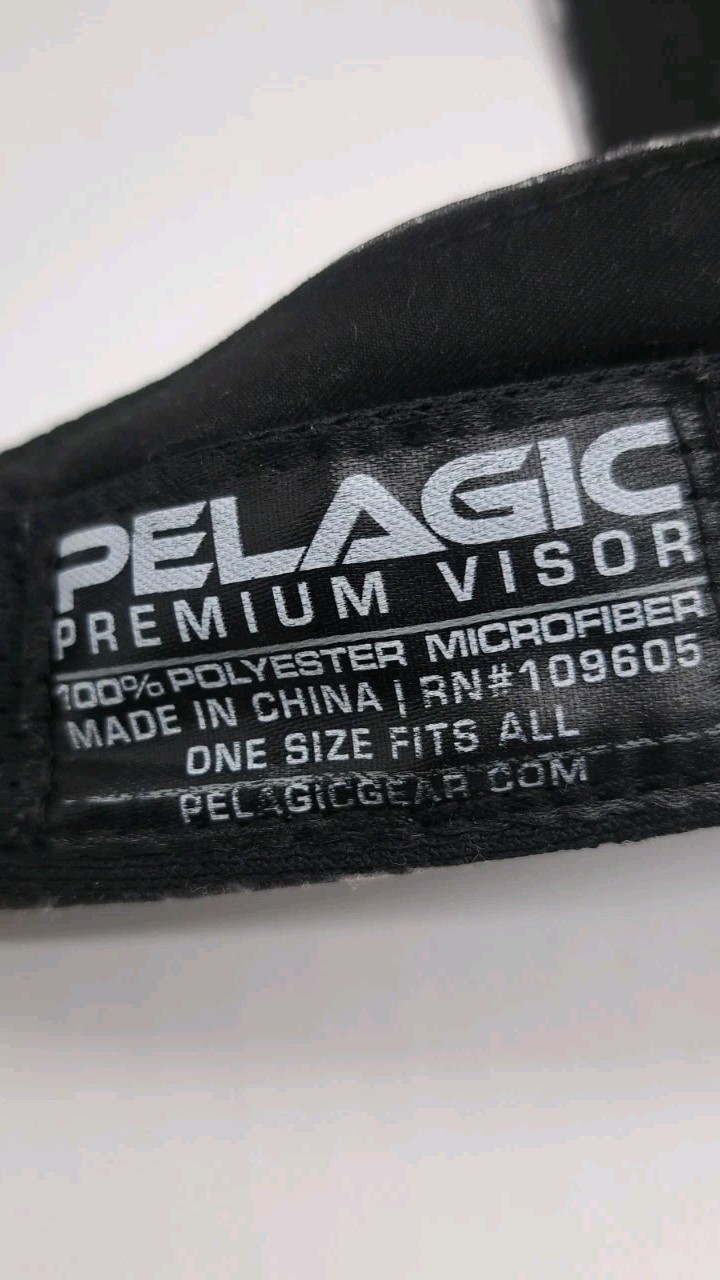 PELAGIC
PREMIUM VISOR
100% POLYESTER MICROFIBER
MADE IN CHINA | RN#109605
ONE SIZE FITS ALL
PELAGICGEAR.COM